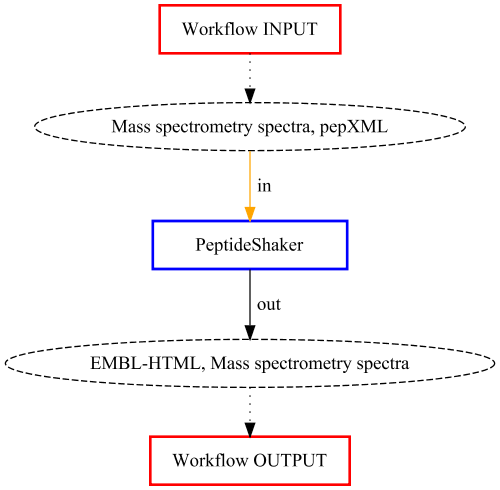 Workflow INPUT
Mass spectrometry spectra, pepXML
in
PeptideShaker
out
EMBL-HTML, Mass spectrometry spectra
Workflow OUTPUT